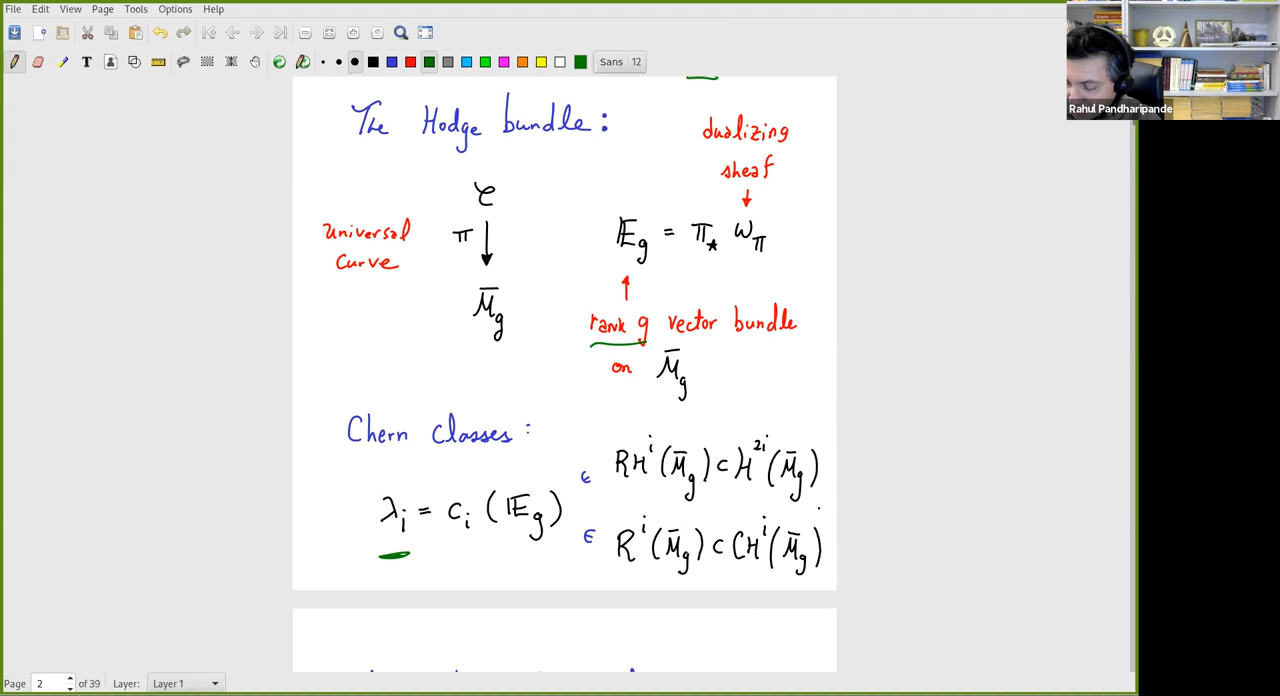 File Edit View Page Tools Options Help
Sans 12
Rahul Pandharipande
The Hodge bundle:
dualizing
sheaf
↓
universal
curve
𝒞
π ↓
M̄_g
𝔼_g = π_* ω_π
↑
rank g vector bundle
on M̄_g
Chern classes:
λ_i = c_i (𝔼_g)
∈ RH^i(M̄_g) ⊂ H^{2i}(M̄_g)
∈ R^i(M̄_g) ⊂ CH^i(M̄_g)
Page 2 of 39 Layer: Layer 1